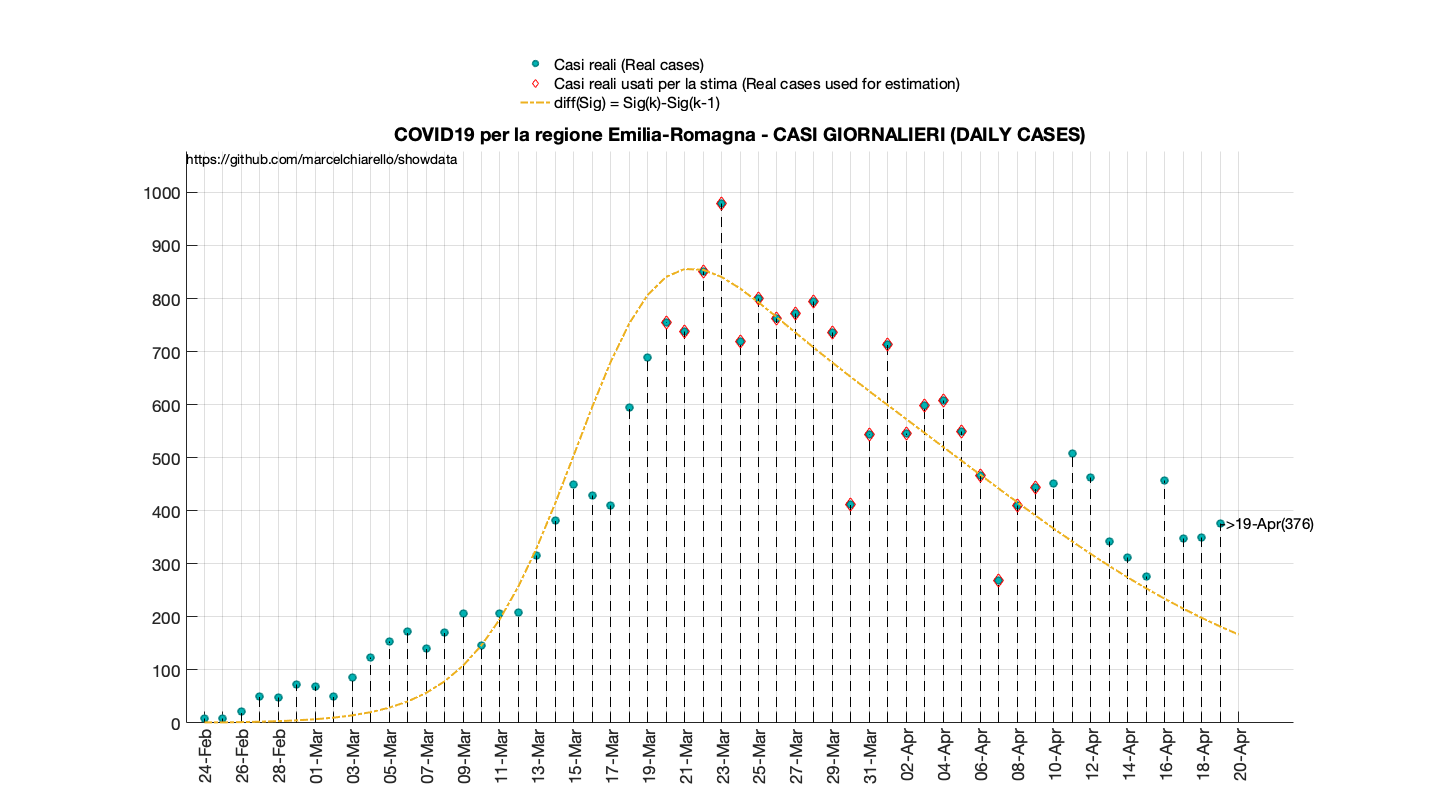 Casi reali (Real cases)
Casi reali usati per la stima (Real cases used for estimation)
diff(Sig) = Sig(k)-Sig(k-1)
COVID19 per la regione Emilia-Romagna - CASI GIORNALIERI (DAILY CASES)
https://github.com/marcelchiarello/showdata
1000
900
800
700
600
500
400
300
200
100
0
->19-Apr(376)
24-Feb
26-Feb
28-Feb
01-Mar
03-Mar
05-Mar
07-Mar
09-Mar
11-Mar
13-Mar
15-Mar
17-Mar
19-Mar
21-Mar
23-Mar
25-Mar
27-Mar
29-Mar
31-Mar
02-Apr
04-Apr
06-Apr
08-Apr
10-Apr
12-Apr
14-Apr
16-Apr
18-Apr
20-Apr